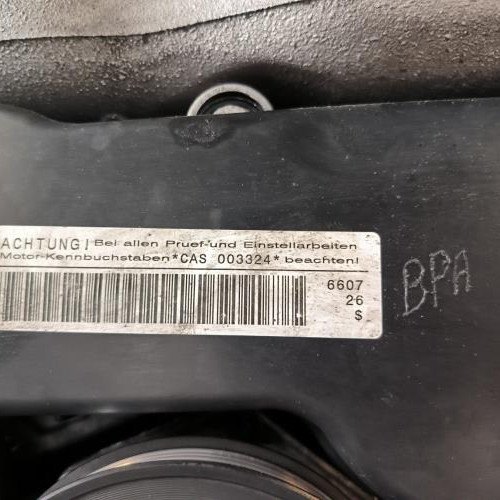 ACHTUNG! Bei allen Pruef-und Einstellarbeiten
Motor-Kennbuchstaben*CAS 003324* beachten!
6607
26
$
BPA